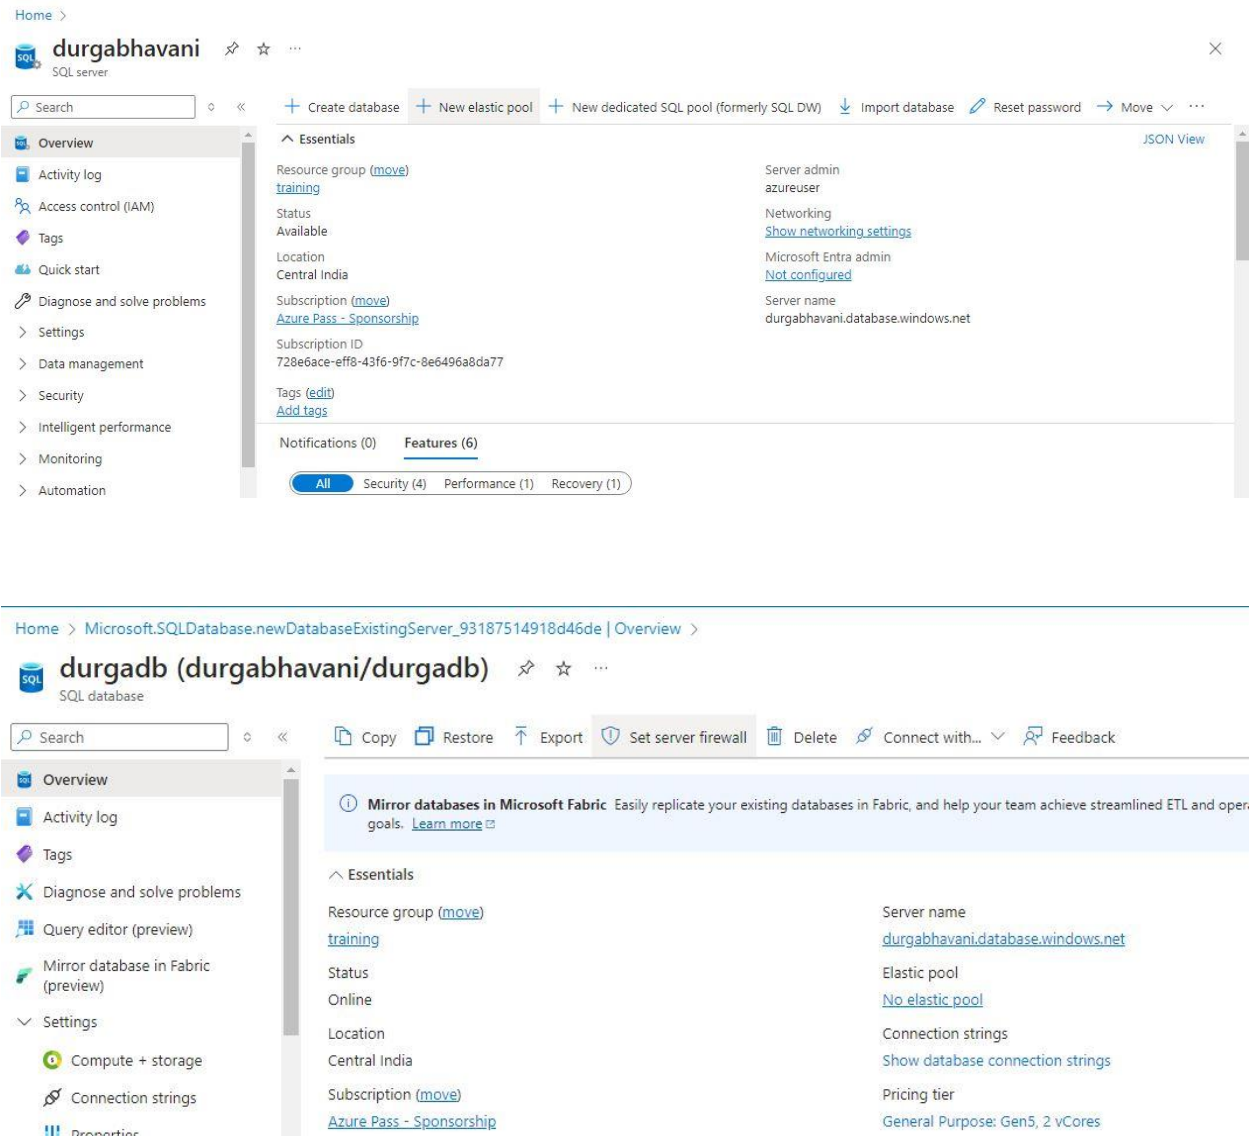 Home >
SQL
durgabhavani
SQL server
Search
+ Create database + New elastic pool + New dedicated SQL pool (formerly SQL DW) Import database Reset password Move
Overview
Activity log
Access control (IAM)
Tags
Quick start
Diagnose and solve problems
Settings
Data management
Security
Intelligent performance
Monitoring
Automation
Essentials
JSON View
Resource group (move)
training
Status
Available
Location
Central India
Subscription (move)
Azure Pass - Sponsorship
Subscription ID
728e6ace-eff8-43f6-9f7c-8e6496a8da77
Tags (edit)
Add tags
Server admin
azureuser
Networking
Show networking settings
Microsoft Entra admin
Not configured
Server name
durgabhavani.database.windows.net
Notifications (0) Features (6)
All Security (4) Performance (1) Recovery (1)
Home > Microsoft.SQLDatabase.newDatabaseExistingServer_93187514918d46de | Overview >
SQL
durgadb (durgabhavani/durgadb)
SQL database
Search
Copy Restore Export Set server firewall Delete Connect with... Feedback
Overview
Activity log
Tags
Diagnose and solve problems
Query editor (preview)
Mirror database in Fabric
(preview)
Settings
Compute + storage
Connection strings
Properties
Mirror databases in Microsoft Fabric Easily replicate your existing databases in Fabric, and help your team achieve streamlined ETL and opera
goals. Learn more
Essentials
Resource group (move)
training
Status
Online
Location
Central India
Subscription (move)
Azure Pass - Sponsorship
Server name
durgabhavani.database.windows.net
Elastic pool
No elastic pool
Connection strings
Show database connection strings
Pricing tier
General Purpose: Gen5, 2 vCores